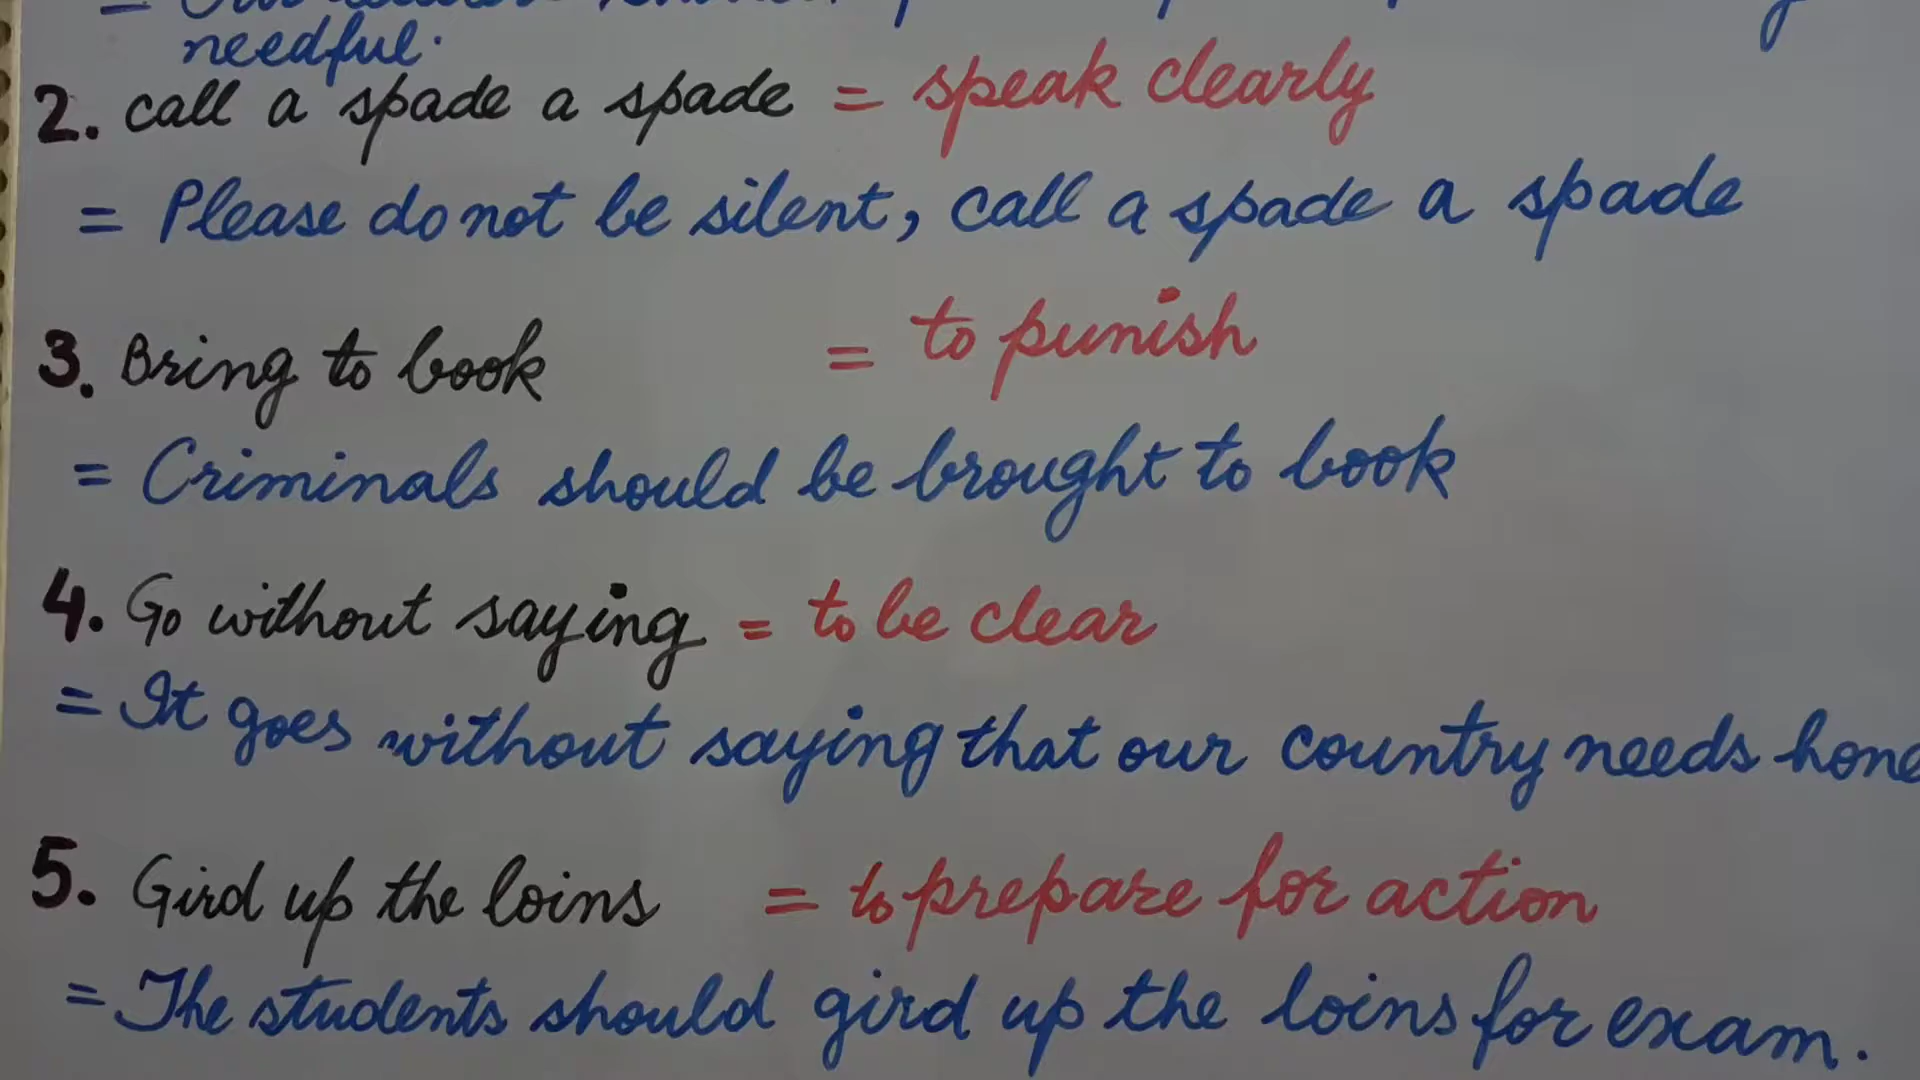 needful.
2. call a spade a spade = speak clearly
= Please do not be silent, call a spade a spade
3. Bring to book = to punish
= Criminals should be brought to book
4. Go without saying = to be clear
= It goes without saying that our country needs
5. Gird up the loins = to prepare for action
= The students should gird up the loins for exam.